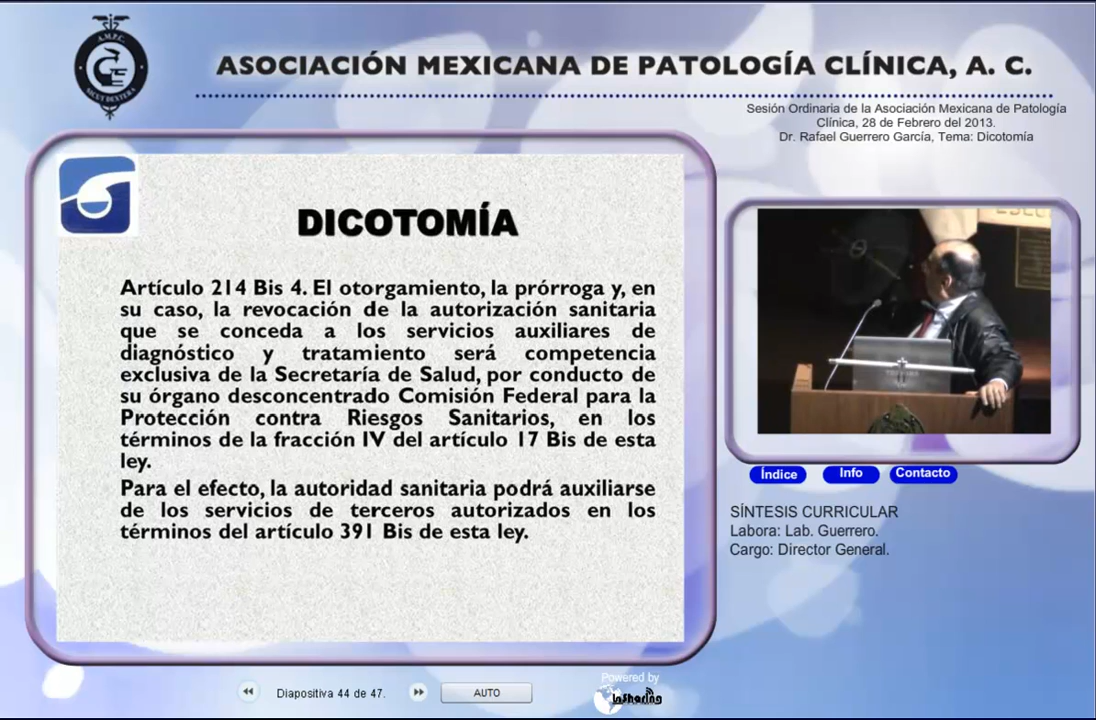 A.M.P.C.
SICUT DEXTERA
ASOCIACIÓN MEXICANA DE PATOLOGÍA CLÍNICA, A. C.
Sesión Ordinaria de la Asociación Mexicana de Patología
Clínica, 28 de Febrero del 2013.
Dr. Rafael Guerrero García, Tema: Dicotomía
DICOTOMÍA
Artículo 214 Bis 4. El otorgamiento, la prórroga y, en
su caso, la revocación de la autorización sanitaria
que se conceda a los servicios auxiliares de
diagnóstico y tratamiento será competencia
exclusiva de la Secretaría de Salud, por conducto de
su órgano desconcentrado Comisión Federal para la
Protección contra Riesgos Sanitarios, en los
términos de la fracción IV del artículo 17 Bis de esta
ley.
Para el efecto, la autoridad sanitaria podrá auxiliarse
de los servicios de terceros autorizados en los
términos del artículo 391 Bis de esta ley.
Índice Info Contacto
SÍNTESIS CURRICULAR
Labora: Lab. Guerrero.
Cargo: Director General.
Diapositiva 44 de 47.
AUTO
Powered by
InSharing